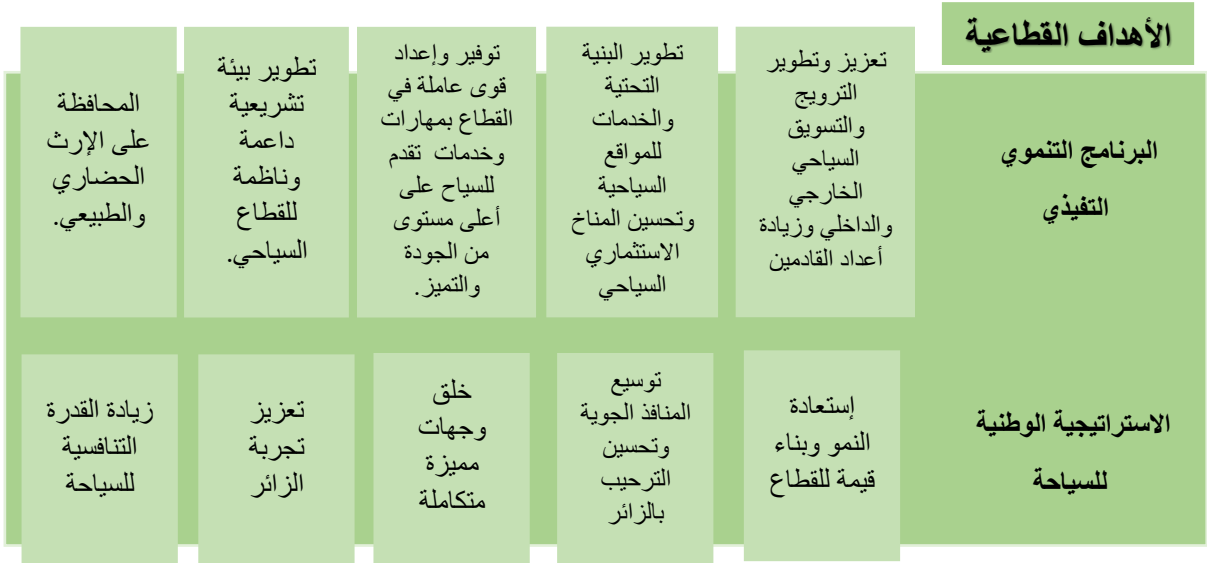 الأهداف القطاعية
البرنامج التنموي
التفيذي
تعزيز وتطوير
الترويج
والتسويق
السياحي
الخارجي
والداخلي وزيادة
أعداد القادمين
تطوير البنية
التحتية
والخدمات
للمواقع
السياحية
وتحسين المناخ
الاستثماري
السياحي
توفير وإعداد
قوى عاملة في
القطاع بمهارات
وخدمات تقدم
للسياح على
أعلى مستوى
من الجودة
والتميز.
تطوير بيئة
تشريعية
داعمة
وناظمة
للقطاع
السياحي.
المحافظة
على الإرث
الحضاري
والطبيعي.
الاستراتيجية الوطنية
للسياحة
إستعادة
النمو وبناء
قيمة للقطاع
توسيع
المنافذ الجوية
وتحسين
الترحيب
بالزائر
خلق
وجهات
مميزة
متكاملة
تعزيز
تجربة
الزائر
زيادة القدرة
التنافسية
للسياحة